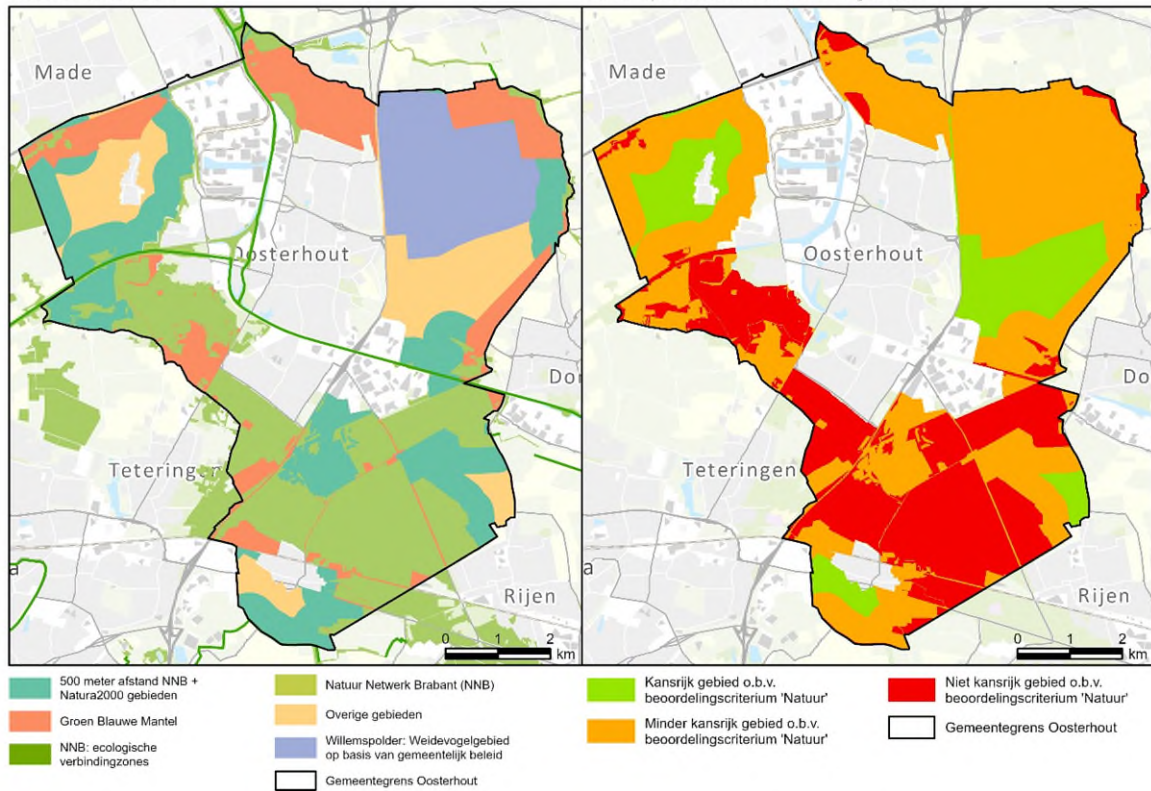 Made
Oosterhout
Teteringen
Rijen
0 1 2
km
Made
Oosterhout
Teteringen
Do
Rijen
a
0 1 2
km
500 meter afstand NNB +
Natura2000 gebieden
Groen Blauwe Mantel
NNB: ecologische
verbindingzones
Natuur Netwerk Brabant (NNB)
Overige gebieden
Willemspolder: Weidevogelgebied
op basis van gemeentelijk beleid
Gemeentegrens Oosterhout
Kansrijk gebied o.b.v.
beoordelingscriterium 'Natuur'
Minder kansrijk gebied o.b.v.
beoordelingscriterium 'Natuur'
Niet kansrijk gebied o.b.v.
beoordelingscriterium 'Natuur'
Gemeentegrens Oosterhout